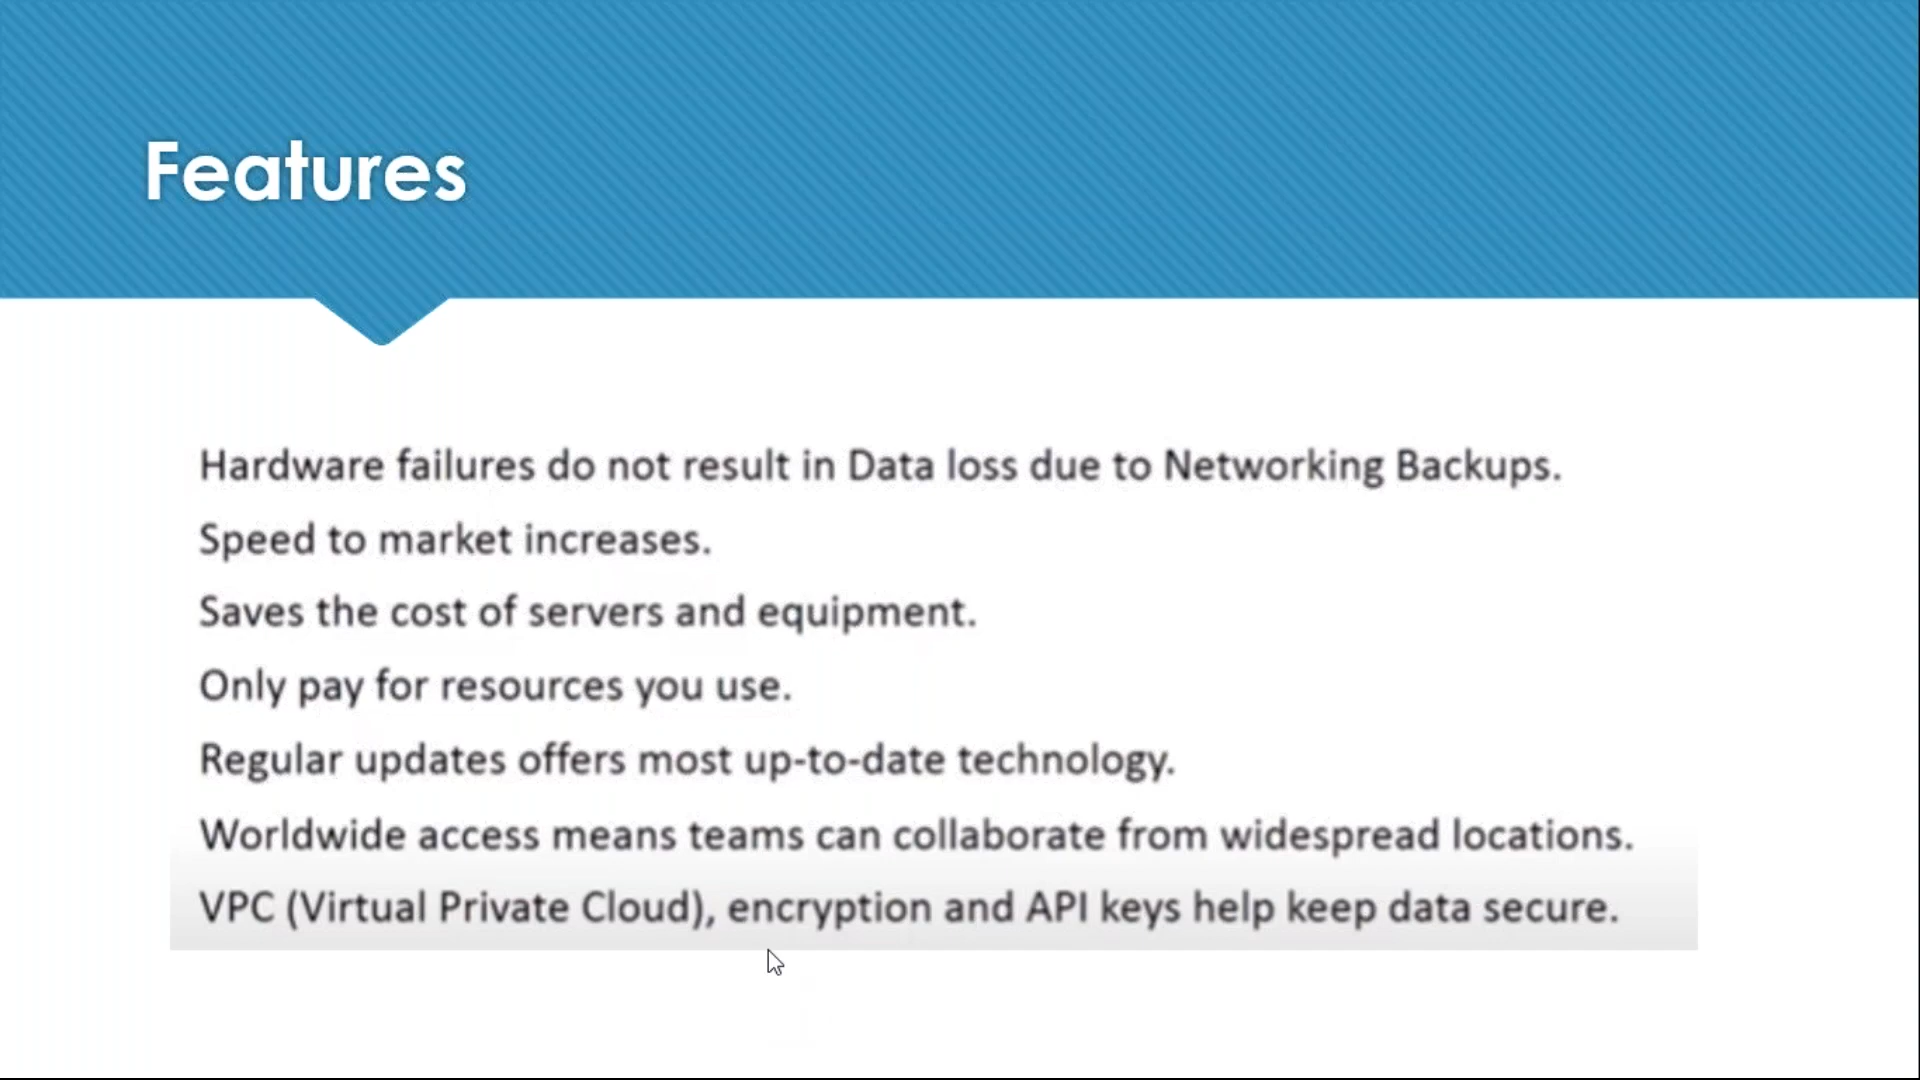 Features
Hardware failures do not result in Data loss due to Networking Backups.
Speed to market increases.
Saves the cost of servers and equipment.
Only pay for resources you use.
Regular updates offers most up-to-date technology.
Worldwide access means teams can collaborate from widespread locations.
VPC (Virtual Private Cloud), encryption and API keys help keep data secure.